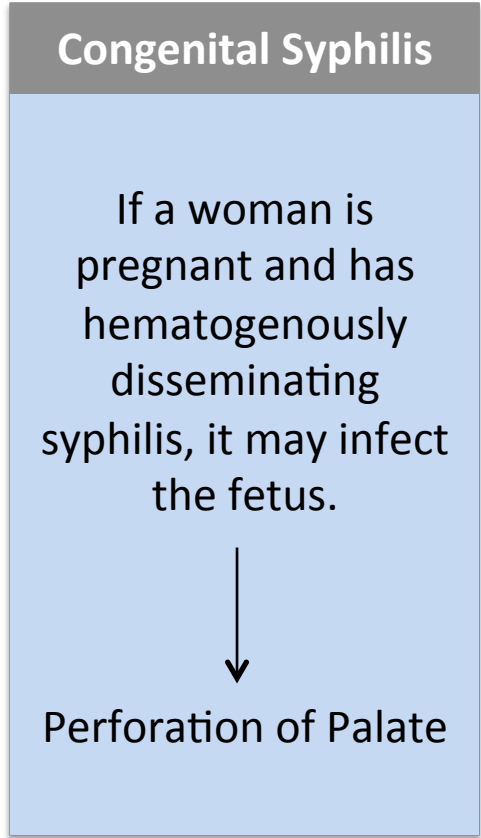 Congenital Syphilis
If a woman is
pregnant and has
hematogenously
disseminating
syphilis, it may infect
the fetus.
Perforation of Palate